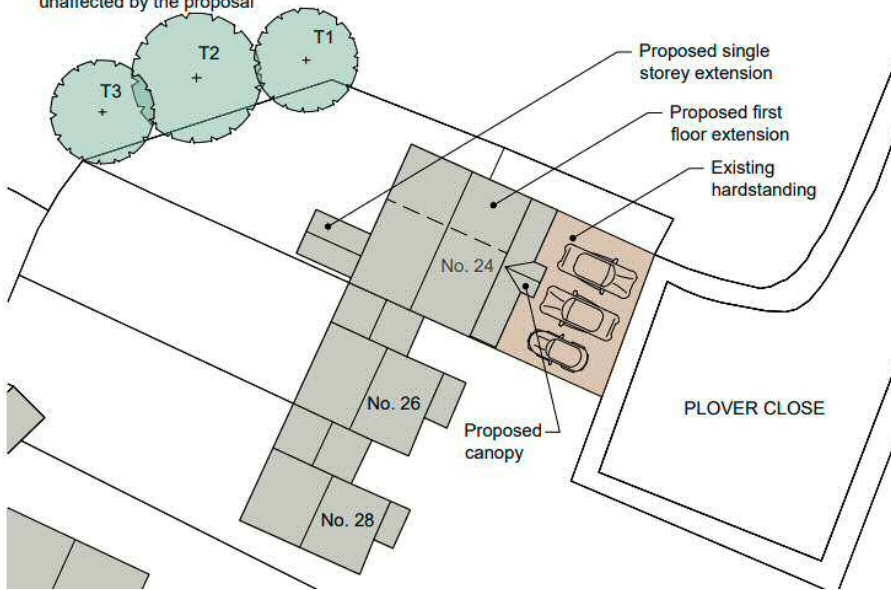 unaffected by the proposal
T1
T2
T3
Proposed single
storey extension
Proposed first
floor extension
Existing
hardstanding
No. 24
No. 26
PLOVER CLOSE
Proposed
canopy
No. 28